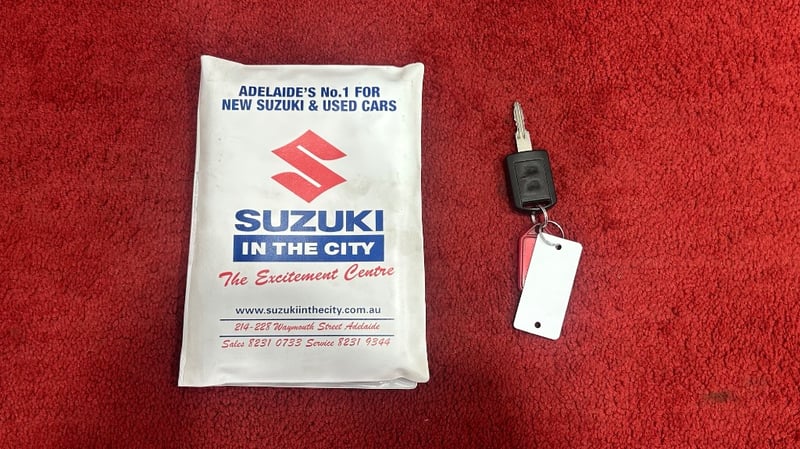 ADELAIDE'S No.1 FOR
NEW SUZUKI & USED CARS
SUZUKI
IN THE CITY
The Excitement Centre
www.suzukiinthecity.com.au
214-228 Waymouth Street Adelaide
Sales 8231 0733 Service 8231 9344